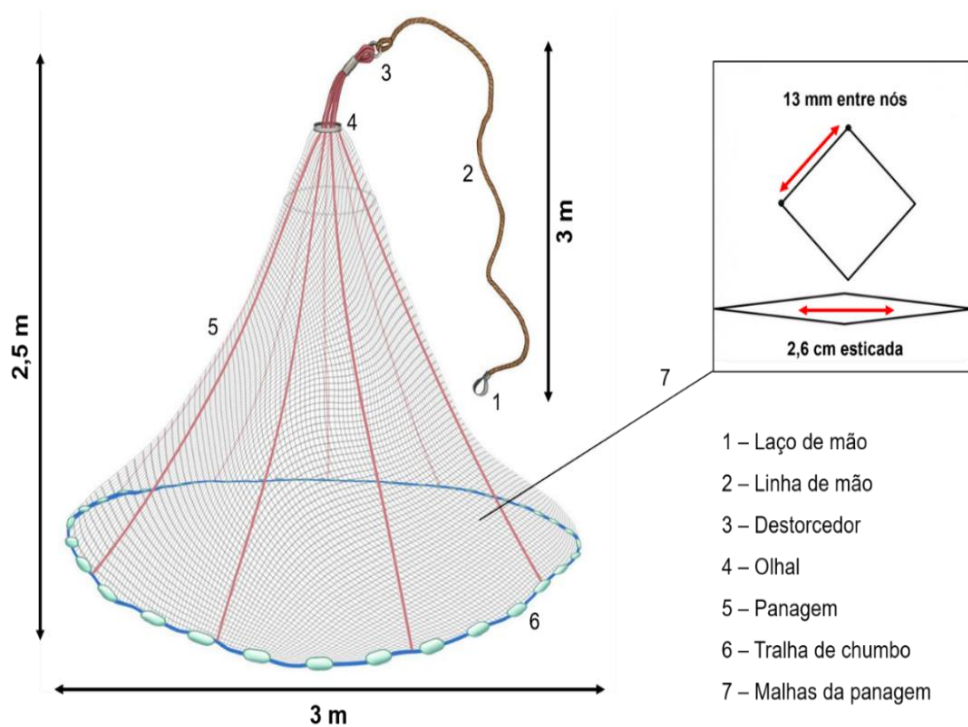 3
4
2
3 m
2,5 m
5
1
6
3 m
13 mm entre nós
2,6 cm esticada
7
1 – Laço de mão
2 – Linha de mão
3 – Destorcedor
4 – Olhal
5 – Panagem
6 – Tralha de chumbo
7 – Malhas da panagem